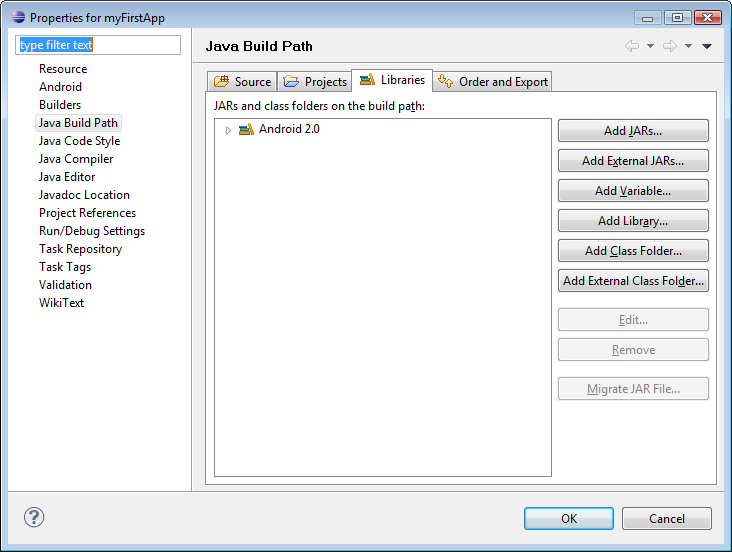 Properties for myFirstApp
type filter text
Resource
Android
Builders
Java Build Path
Java Code Style
Java Compiler
Java Editor
Javadoc Location
Project References
Run/Debug Settings
Task Repository
Task Tags
Validation
WikiText
Java Build Path
Source Projects Libraries Order and Export
JARs and class folders on the build path:
Android 2.0
Add JARs...
Add External JARs...
Add Variable...
Add Library...
Add Class Folder...
Add External Class Folder...
Edit...
Remove
Migrate JAR File...
?
OK Cancel